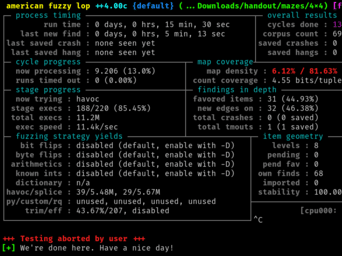 american fuzzy lop ++4.00c {default} (...Downloads/handout/mazes/4×4) [f
process timing
overall results
run time : 0 days, 0 hrs, 15 min, 30 sec
cycles done : 13
last new find : 0 days, 0 hrs, 5 min, 13 sec
corpus count : 69
last saved crash : none seen yet
saved crashes : 0
last saved hang : none seen yet
saved hangs : 0
cycle progress
map coverage
now processing : 9.206 (13.0%)
map density : 6.12% / 81.63%
runs timed out : 0 (0.00%)
count coverage : 4.55 bits/tuple
stage progress
findings in depth
now trying : havoc
favored items : 31 (44.93%)
stage execs : 188/220 (85.45%)
new edges on : 32 (46.38%)
total execs : 11.2M
total crashes : 0 (0 saved)
exec speed : 11.4k/sec
total tmouts : 1 (1 saved)
fuzzing strategy yields
item geometry
bit flips : disabled (default, enable with -D)
levels : 8
byte flips : disabled (default, enable with -D)
pending : 0
arithmetics : disabled (default, enable with -D)
pend fav : 0
known ints : disabled (default, enable with -D)
own finds : 68
dictionary : n/a
imported : 0
havoc/splice : 39/5.48M, 29/5.67M
stability : 100.00
py/custom/rq : unused, unused, unused, unused
trim/eff : 43.67%/207, disabled
[cpu000:
^C
+++ Testing aborted by user +++
[+] We're done here. Have a nice day!